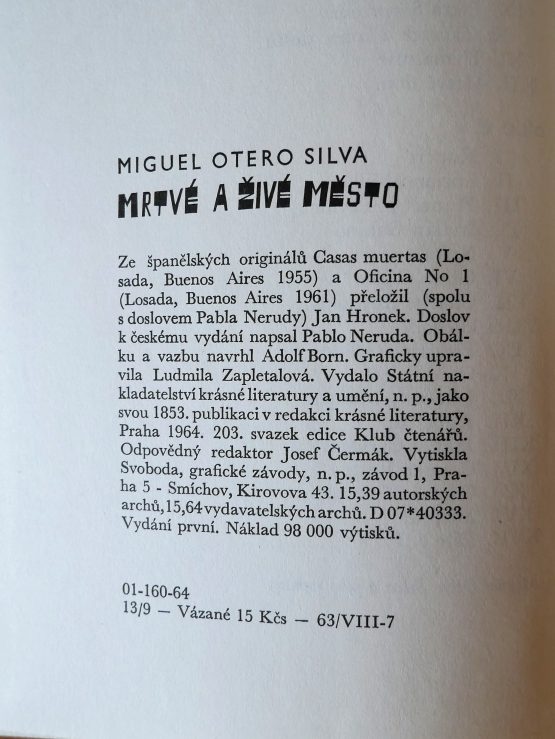 MIGUEL OTERO SILVA
MRTVÉ A ŽIVÉ MĚSTO
Ze španělských originálů Casas muertas (Lo-
sada, Buenos Aires 1955) a Oficina No 1
(Losada, Buenos Aires 1961) přeložil (spolu
s doslovem Pabla Nerudy) Jan Hronek. Doslov
k českému vydání napsal Pablo Neruda. Obál-
ku a vazbu navrhl Adolf Born. Graficky upra-
vila Ludmila Zapletalová. Vydalo Státní na-
kladatelství krásné literatury a umění, n. p., jako
svou 1853. publikaci v redakci krásné literatury,
Praha 1964. 203. svazek edice Klub čtenářů.
Odpovědný redaktor Josef Čermák. Vytiskla
Svoboda, grafické závody, n. p., závod 1, Pra-
ha 5 - Smíchov, Kirovova 43. 15,39 autorských
archů, 15,64 vydavatelských archů. D 07*40333.
Vydání první. Náklad 98 000 výtisků.
01-160-64
13/9 — Vázané 15 Kčs — 63/VIII-7